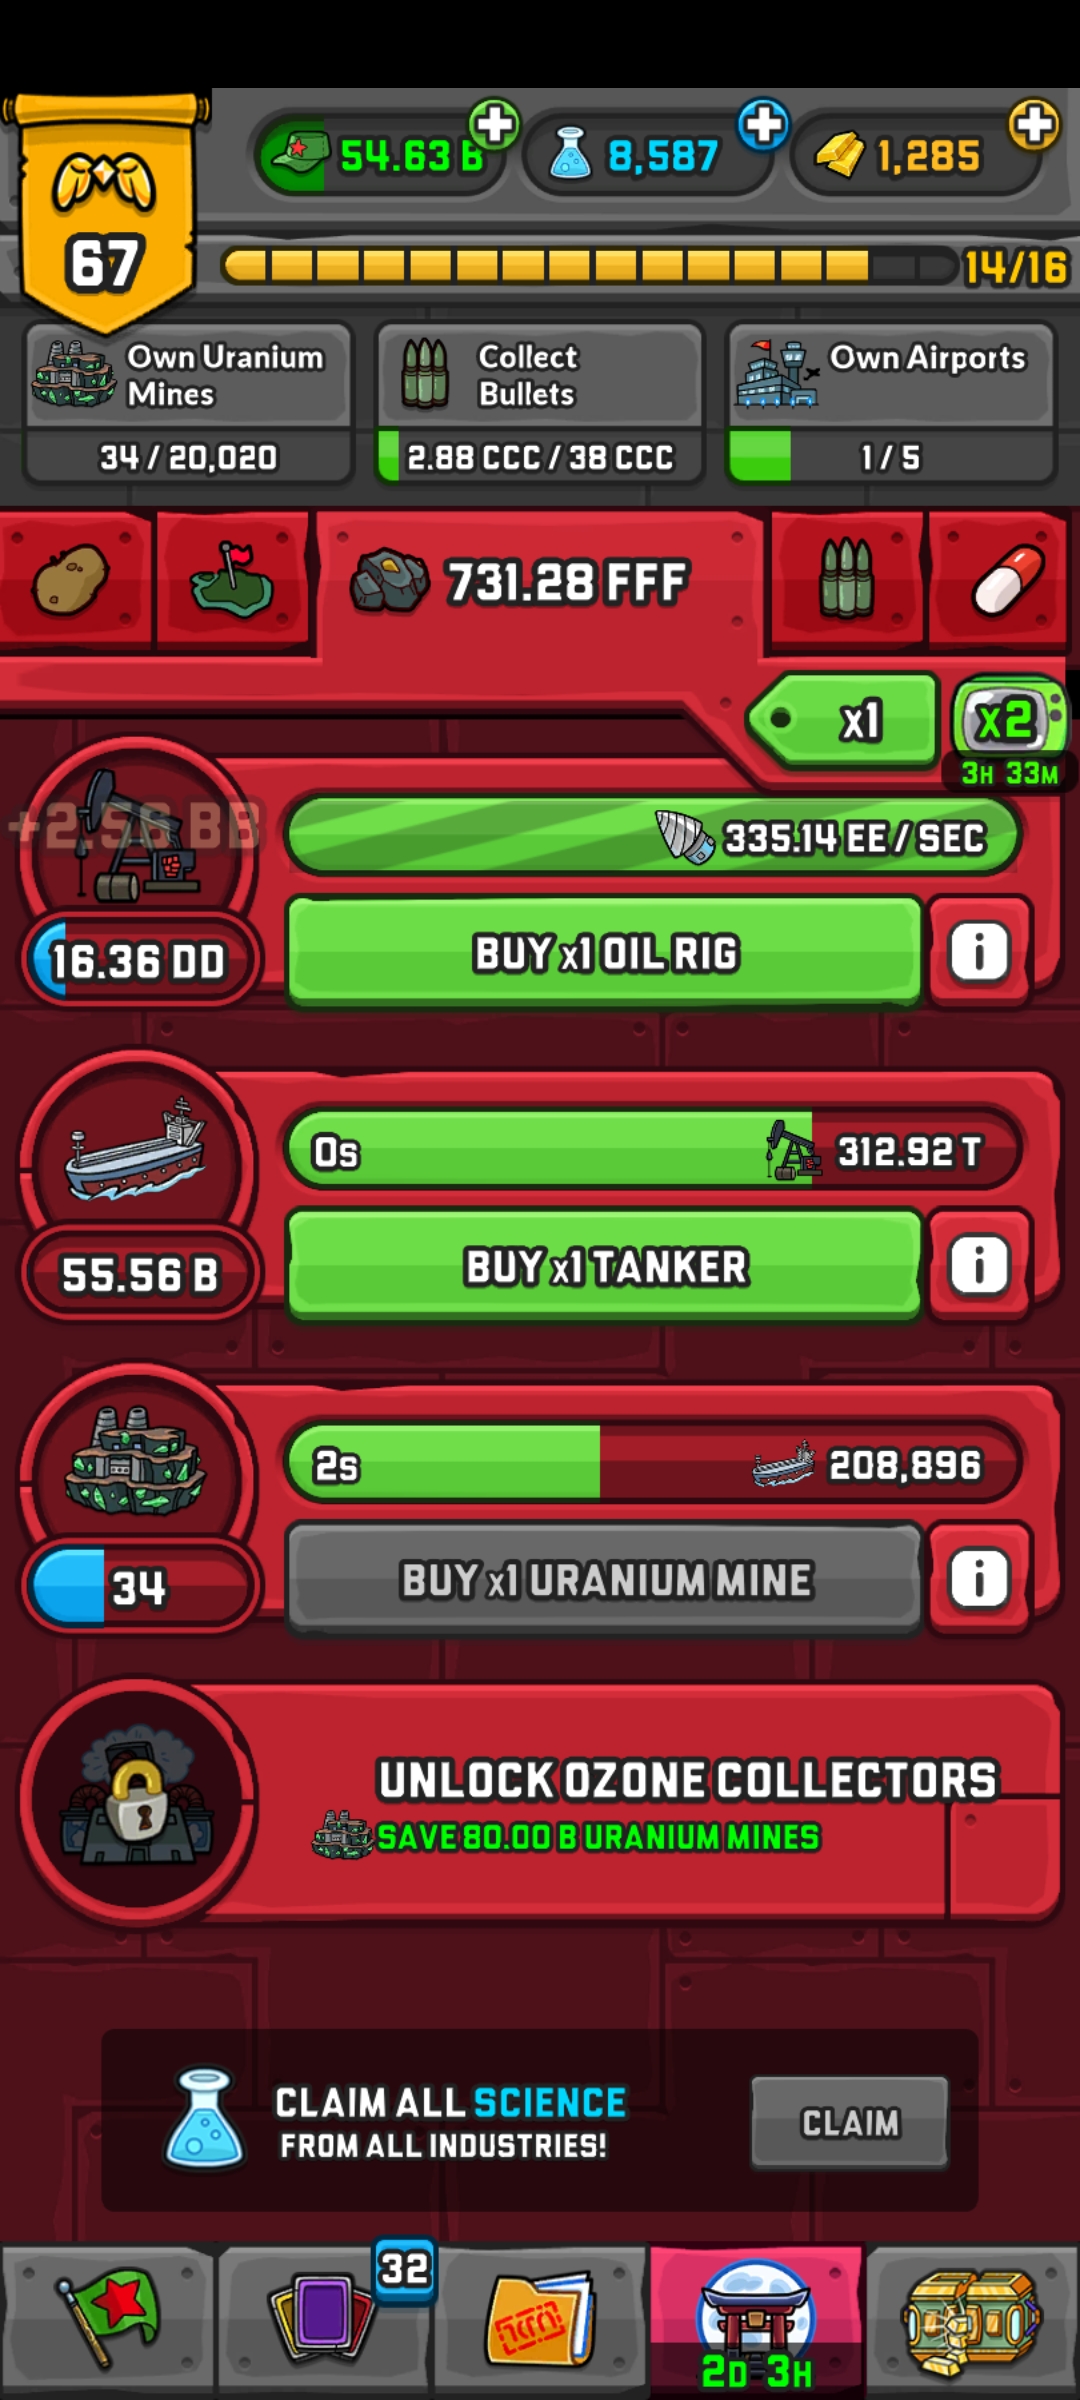 54.63 B
8,587
1,285
67
14/16
Own Uranium
Mines
34 / 20,020
Collect
Bullets
2.88 CCC / 38 CCC
Own Airports
1 / 5
731.28 FFF
x1
x2
3H 33M
+2.56 BB
335.14 EE / SEC
16.36 DD
BUY x1 OIL RIG
i
0s
312.92 T
55.56 B
BUY x1 TANKER
i
2s
208,896
34
BUY x1 URANIUM MINE
i
UNLOCK OZONE COLLECTORS
SAVE 80.00 B URANIUM MINES
CLAIM ALL SCIENCE
FROM ALL INDUSTRIES!
CLAIM
32
2D 3H